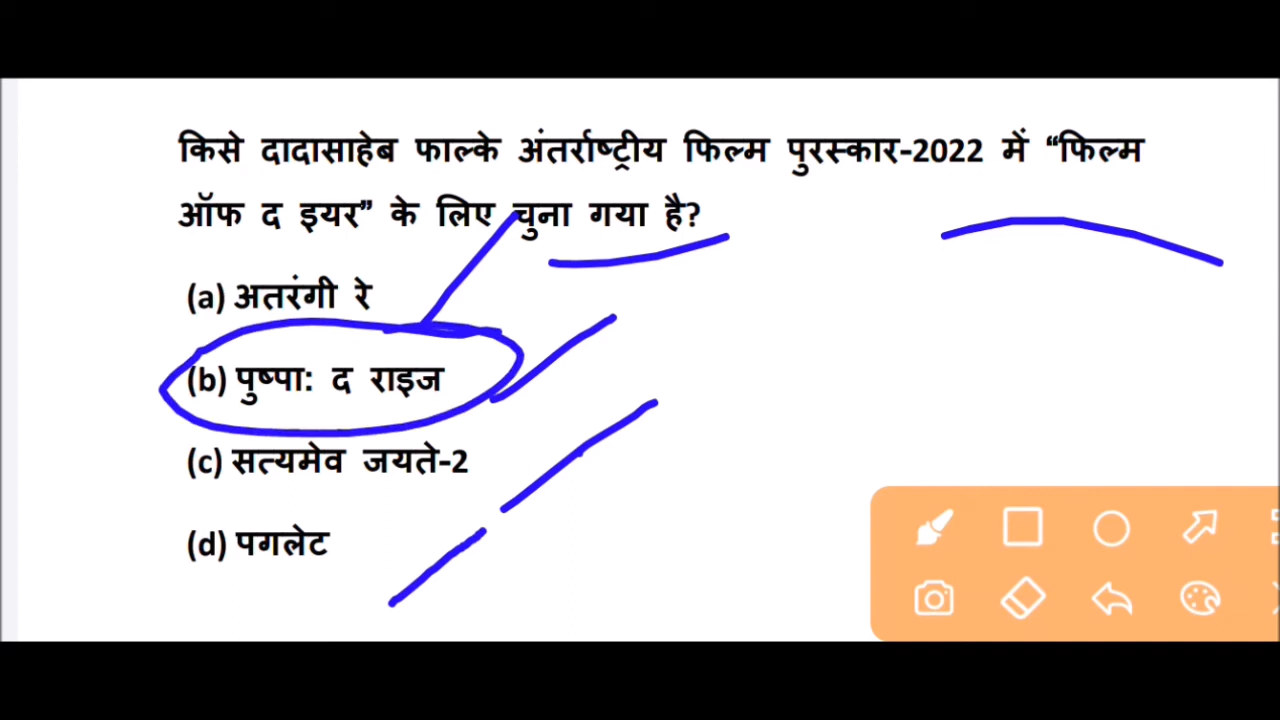 किसे दादासाहेब फाल्के अंतर्राष्ट्रीय फिल्म पुरस्कार-2022 में “फिल्म
ऑफ द इयर” के लिए चुना गया है?
(a) अतरंगी रे
(b) पुष्पा: द राइज
(c) सत्यमेव जयते-2
(d) पगलेट